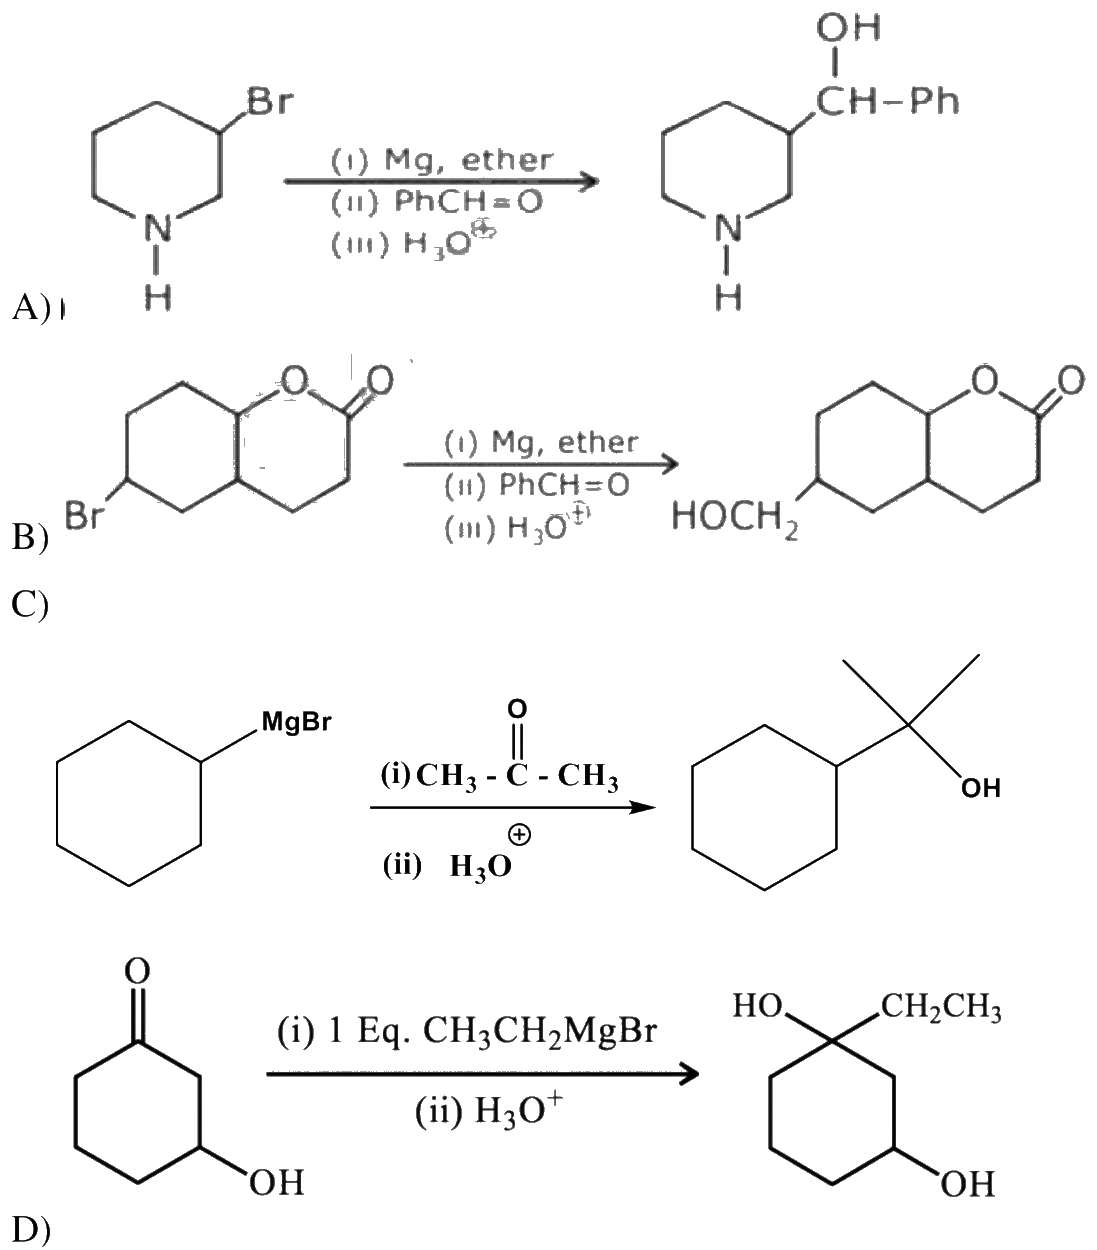 OH
Br
CH-Ph
(i) Mg, ether
(ii) PhCH=O
(iii) H3O⊕
N
H
N
H
A)
O
O
O
O
(i) Mg, ether
(ii) PhCH=O
(iii) H3O⊕
Br
HOCH2
B)
C)
MgBr
O
(i) CH3 - C - CH3
OH
(ii) H3O⊕
O
HO
CH2CH3
(i) 1 Eq. CH3CH2MgBr
(ii) H3O+
OH
OH
D)